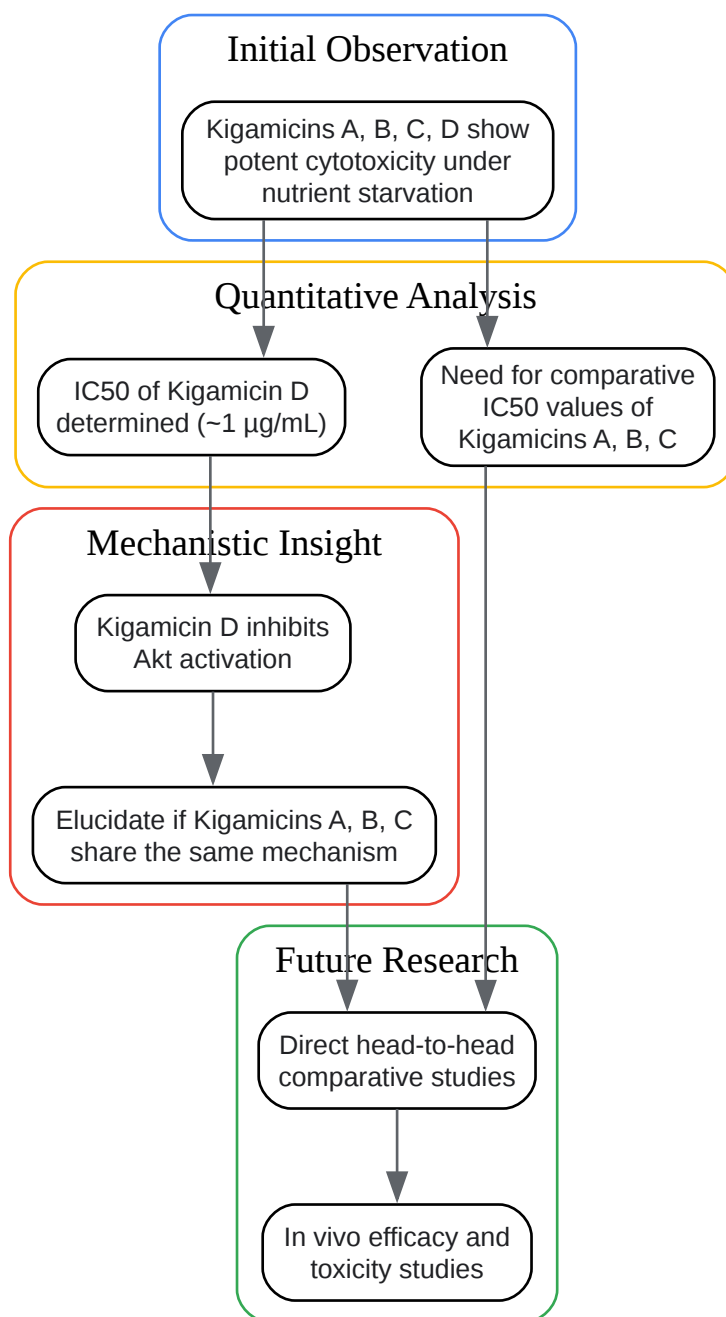 Initial Observation
Kigamicins A, B, C, D show
potent cytotoxicity under
nutrient starvation
Quantitative Analysis
IC50 of Kigamicin D
determined (~1 µg/mL)
Need for comparative
IC50 values of
Kigamicins A, B, C
Mechanistic Insight
Kigamicin D inhibits
Akt activation
Elucidate if Kigamicins A, B, C
share the same mechanism
Future Research
Direct head-to-head
comparative studies
In vivo efficacy and
toxicity studies